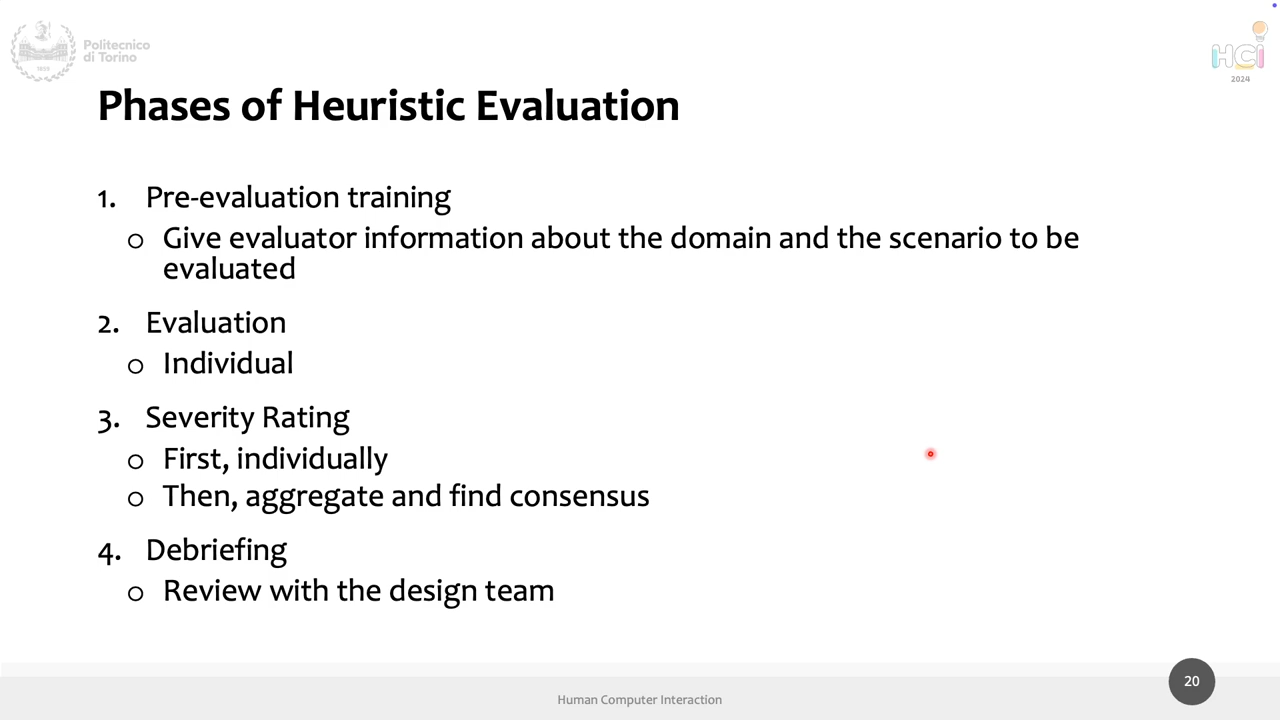 Politecnico
di Torino
1859
HCI
2024
Phases of Heuristic Evaluation
1. Pre-evaluation training
o Give evaluator information about the domain and the scenario to be
evaluated
2. Evaluation
o Individual
3. Severity Rating
o First, individually
o Then, aggregate and find consensus
4. Debriefing
o Review with the design team
Human Computer Interaction
20